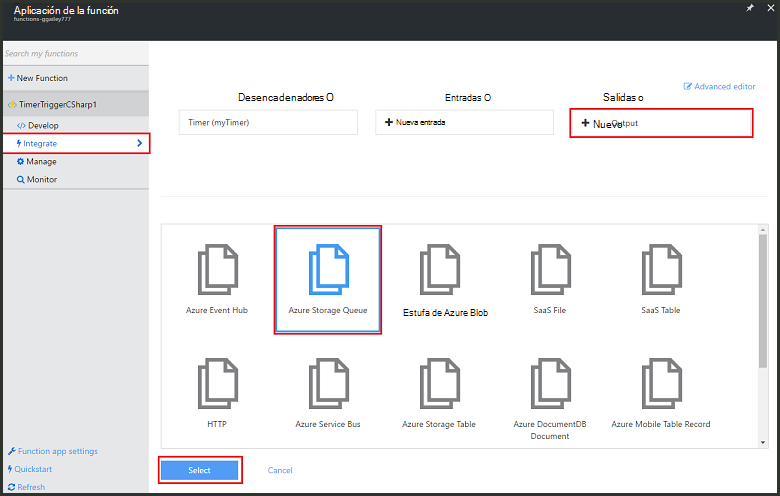 Aplicación de la función
functions-ggailey777
Search my functions
+ New Function
TimerTriggerCSharp1
</> Develop
Integrate
Manage
Monitor
Function app settings
Quickstart
Refresh
Advanced editor
Desencadenadores O
Entradas O
Salidas o
Timer (myTimer)
+ Nueva entrada
+ Nuevo Output
Azure Event Hub
Azure Storage Queue
Estufa de Azure Blob
SaaS File
SaaS Table
HTTP
Azure Service Bus
Azure Storage Table
Azure DocumentDB
Document
Azure Mobile Table Record
Select
Cancel